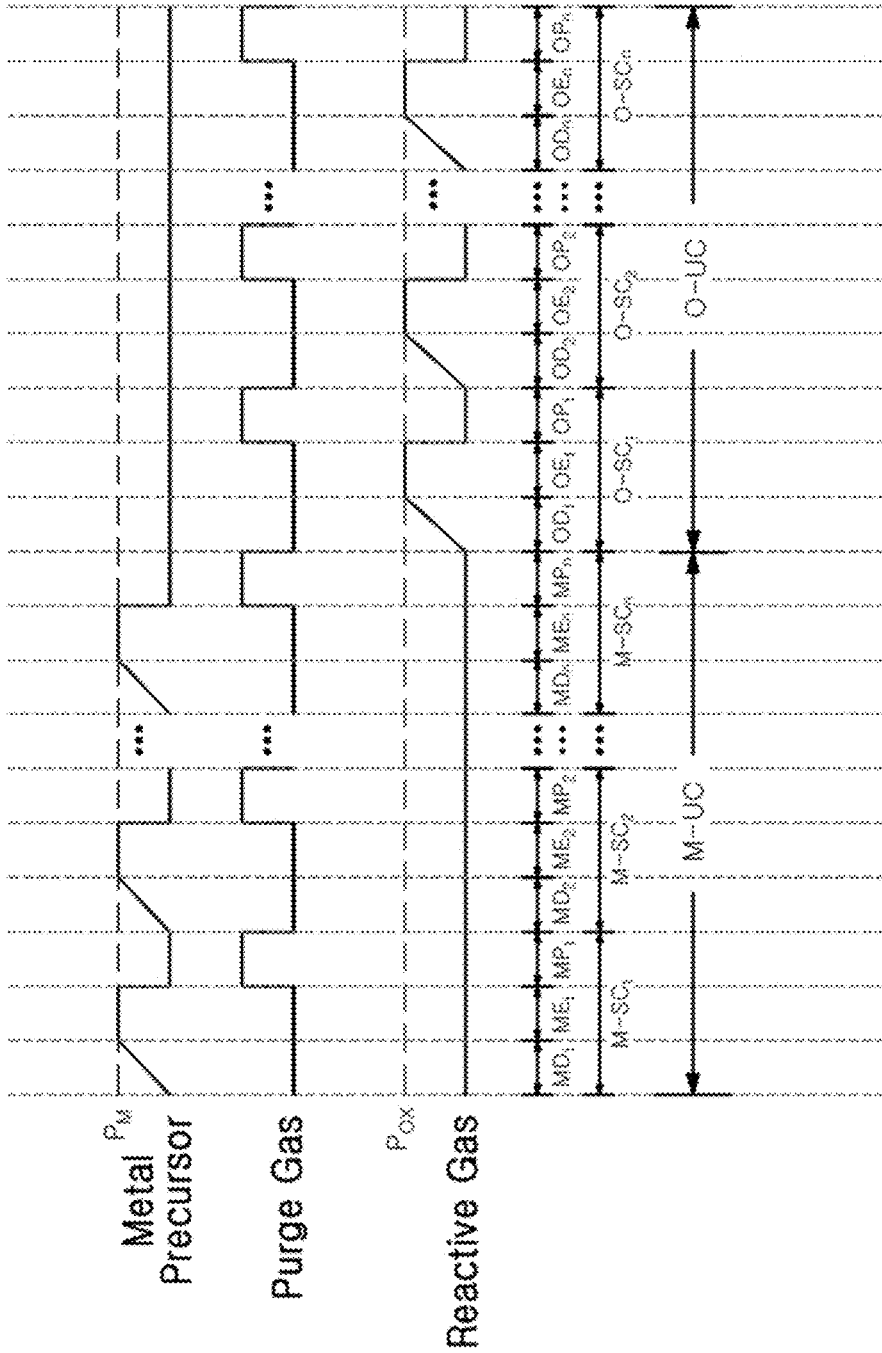 Metal
Precursor
P_M
Purge Gas
P_OX
Reactive Gas
*** ***
*** ***
MD₁ ME₁ MP₁ MD₂ ME₂ MP₂ *** MDₙ MEₙ MPₙ OD₁ OE₁ OP₁ OD₂ OE₂ OP₂ *** ODₙ OEₙ OPₙ
M-SC₁ M-SC₂ *** M-SCₙ O-SC₁ O-SC₂ *** O-SCₙ
M-UC O-UC